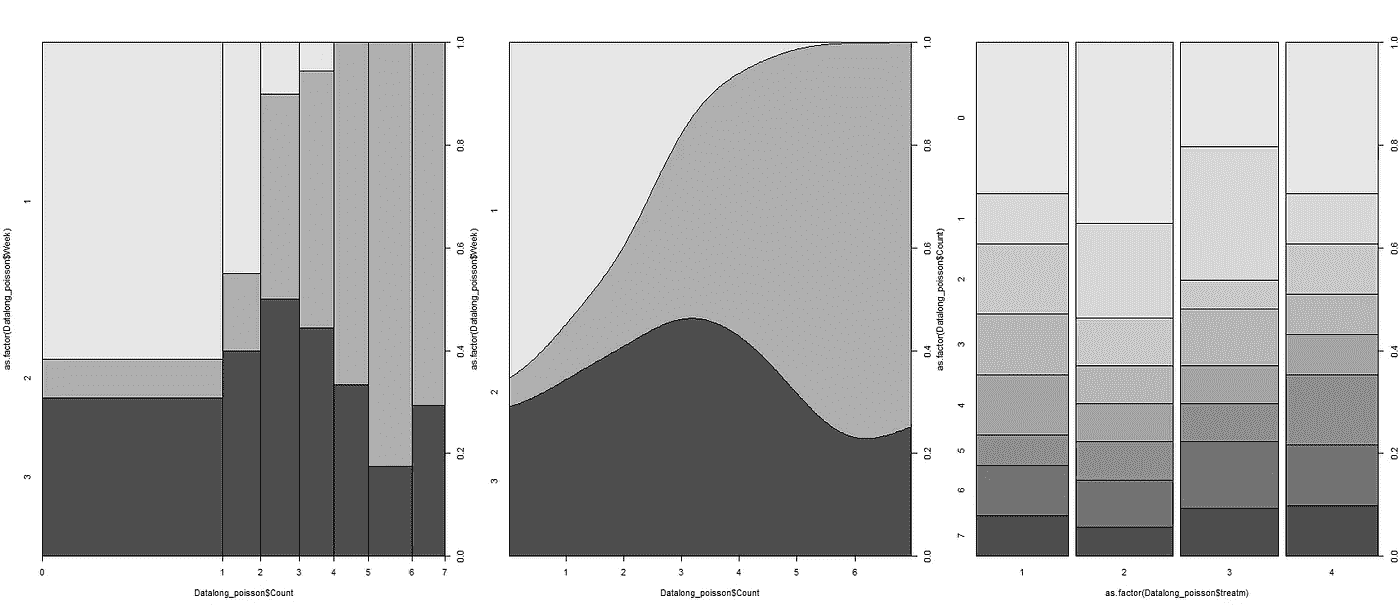 as.factor(Datalong_poisson$Week)
1
2
3
0 1 2 3 4 5 6 7
Datalong_poisson$Count
0.0 0.2 0.4 0.6 0.8 1.0
as.factor(Datalong_poisson$Week)
1
2
3
1 2 3 4 5 6
Datalong_poisson$Count
0.0 0.2 0.4 0.6 0.8 1.0
as.factor(Datalong_poisson$Count)
0
1
2
3
4
5
6
7
1 2 3 4
as.factor(Datalong_poisson$treatm)
0.0 0.2 0.4 0.6 0.8 1.0